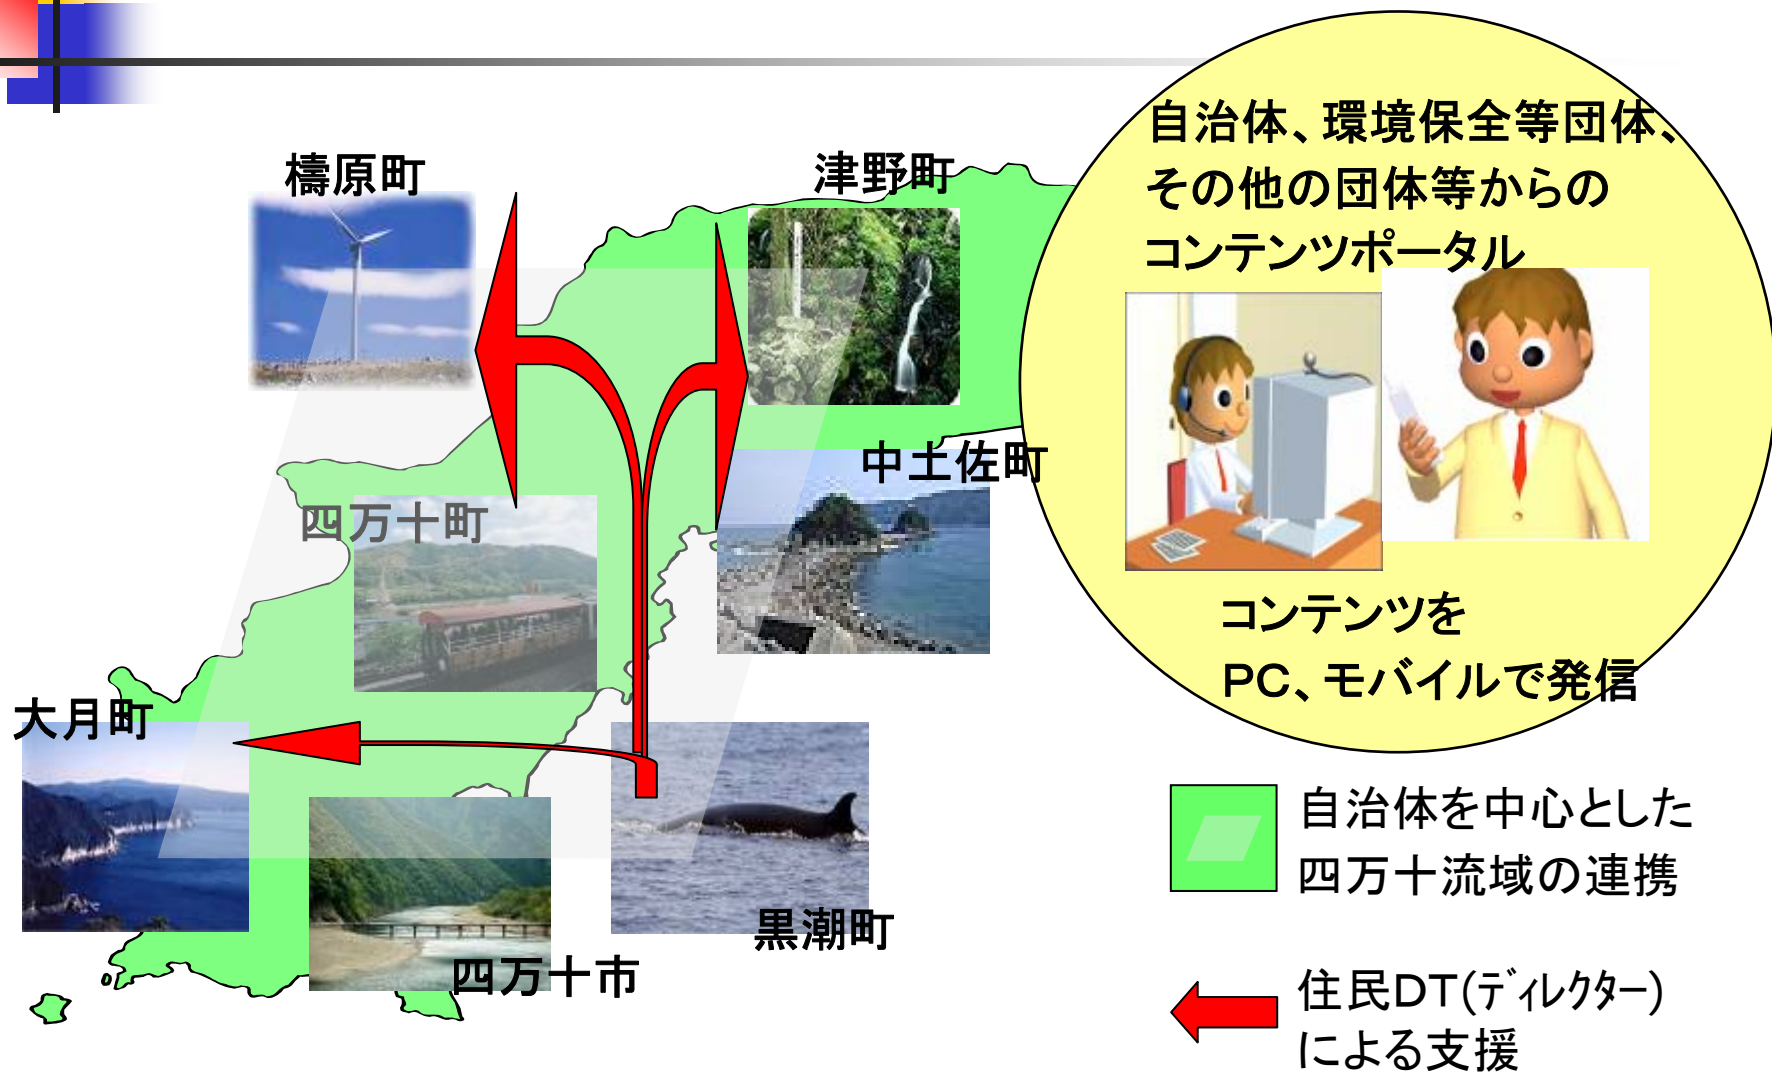 自治体、環境保全等団体、
その他の団体等からの
コンテンツポータル
檮原町
津野町
中土佐町
四万十町
大月町
黒潮町
四万十市
コンテンツを
PC、モバイルで発信
自治体を中心とした
四万十流域の連携
住民DT(ディレクター)
による支援